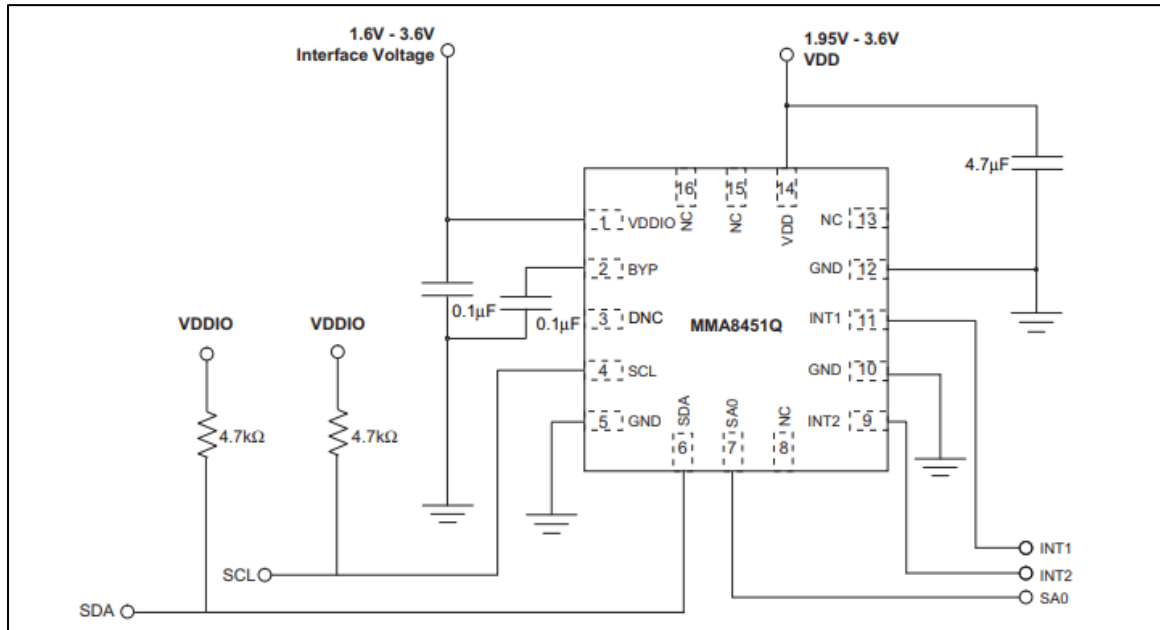 1.6V - 3.6V
Interface Voltage
1.95V - 3.6V
VDD
4.7µF
16
15
14
NC
NC
VDD
1
VDDIO
NC
13
2
BYP
GND
12
0.1µF
0.1µF
3
DNC
MMA8451Q
INT1
11
VDDIO
VDDIO
4
SCL
GND
10
5
GND
SDA
SA0
NC
INT2
9
4.7kΩ
4.7kΩ
6
7
8
INT1
SCL
INT2
SA0
SDA